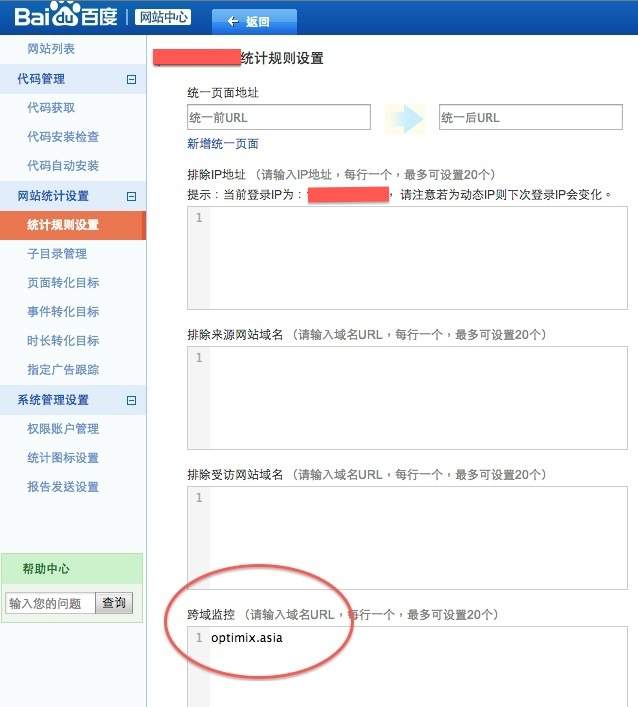 Bai du 百度 网站中心 返回
网站列表
代码管理
代码获取
代码安装检查
代码自动安装
网站统计设置
统计规则设置
子目录管理
页面转化目标
事件转化目标
时长转化目标
指定广告跟踪
系统管理设置
权限账户管理
统计图标设置
报告发送设置
帮助中心
输入您的问题 查询
统计规则设置
统一页面地址
统一前URL 统一后URL
新增统一页面
排除IP地址 (请输入IP地址，每行一个，最多可设置20个)
提示：当前登录IP为： ，请注意若为动态IP则下次登录IP会变化。
1
排除来源网站域名 (请输入域名URL，每行一个，最多可设置20个)
1
排除受访网站域名 (请输入域名URL，每行一个，最多可设置20个)
1
跨域监控 (请输入域名URL，每行一个，最多可设置20个)
1 optimix.asia